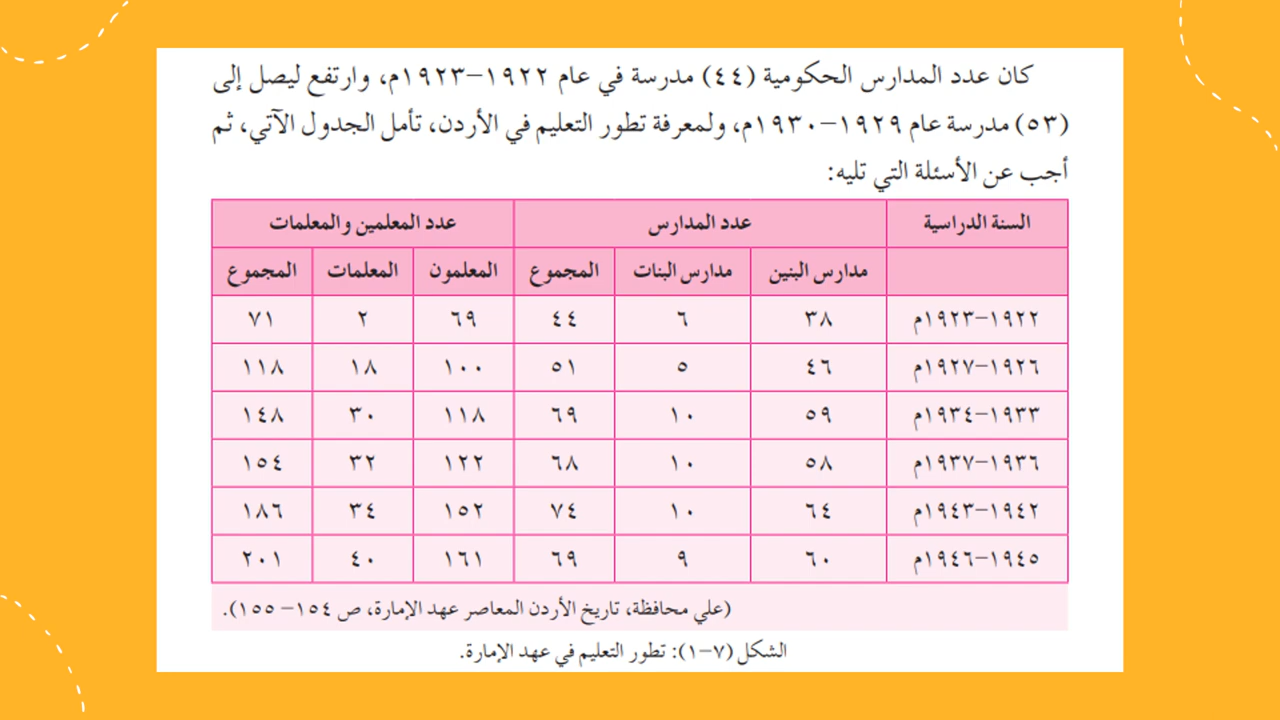 كان عدد المدارس الحكومية (٤٤) مدرسة في عام ١٩٢٢–١٩٢٣م، وارتفع ليصل إلى
(٥٣) مدرسة عام ١٩٢٩–١٩٣٠م، ولمعرفة تطور التعليم في الأردن، تأمل الجدول الآتي، ثم
أجب عن الأسئلة التي تليه:
السنة الدراسية عدد المدارس عدد المعلمين والمعلمات
مدارس البنين مدارس البنات المجموع المعلمون المعلمات المجموع
١٩٢٢–١٩٢٣م ٣٨ ٦ ٤٤ ٦٩ ٢ ٧١
١٩٢٦–١٩٢٧م ٤٦ ٥ ٥١ ١٠٠ ١٨ ١١٨
١٩٣٣–١٩٣٤م ٥٩ ١٠ ٦٩ ١١٨ ٣٠ ١٤٨
١٩٣٦–١٩٣٧م ٥٨ ١٠ ٦٨ ١٢٢ ٣٢ ١٥٤
١٩٤٢–١٩٤٣م ٦٤ ١٠ ٧٤ ١٥٢ ٣٤ ١٨٦
١٩٤٥–١٩٤٦م ٦٠ ٩ ٦٩ ١٦١ ٤٠ ٢٠١
(علي محافظة، تاريخ الأردن المعاصر عهد الإمارة، ص ١٥٤–١٥٥).
الشكل (٧–١): تطور التعليم في عهد الإمارة.